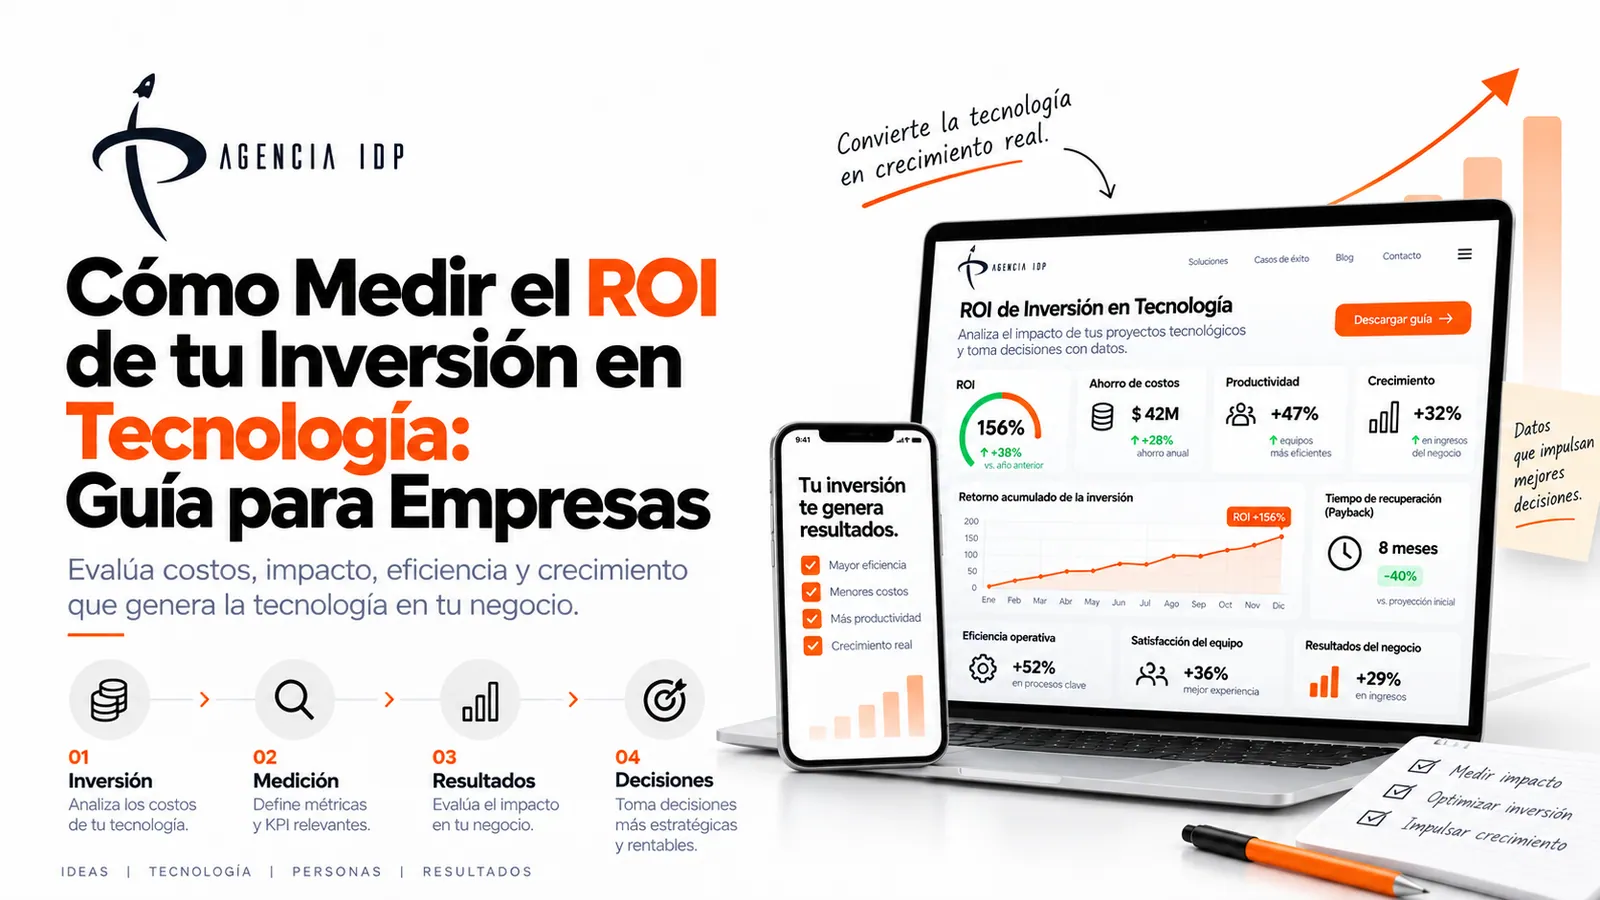 AGENCIA IDP
Cómo Medir el ROI
de tu Inversión en
Tecnología:
Guía para Empresas
Evalúa costos, impacto, eficiencia y crecimiento
que genera la tecnología en tu negocio.
01
Inversión
Analiza los costos
de tu tecnología.
02
Medición
Define métricas
y KPI relevantes.
03
Resultados
Evalúa el impacto
en tu negocio.
04
Decisiones
Toma decisiones
más estratégicas
y rentables.
IDEAS | TECNOLOGÍA | PERSONAS | RESULTADOS
Convierte la tecnología
en crecimiento real.
9:41
Tu inversión
te genera
resultados.
Mayor eficiencia
Menores costos
Más productividad
Crecimiento real
AGENCIA IDP
Soluciones Casos de éxito Blog Contacto
ROI de Inversión en Tecnología
Analiza el impacto de tus proyectos tecnológicos
y toma decisiones con datos.
Descargar guía →
ROI
156%
↑ +38%
vs. año anterior
Ahorro de costos
$ 42M
↑ +28%
ahorro anual
Productividad
+47%
↑ equipos
más eficientes
Crecimiento
+32%
↑ en ingresos
del negocio
Retorno acumulado de la inversión
ROI +156%
200
150
100
50
0
Ene Feb Mar Abr May Jun Jul Ago Sep Oct Nov Dic
Tiempo de recuperación
(Payback)
8 meses
-40%
vs. proyección inicial
Eficiencia operativa
+52%
en procesos clave
Satisfacción del equipo
+36%
mejor experiencia
Resultados del negocio
+29%
en ingresos
Datos
que impulsan
mejores
decisiones.
Medir impacto
Optimizar inversión
Impulsar crecimiento